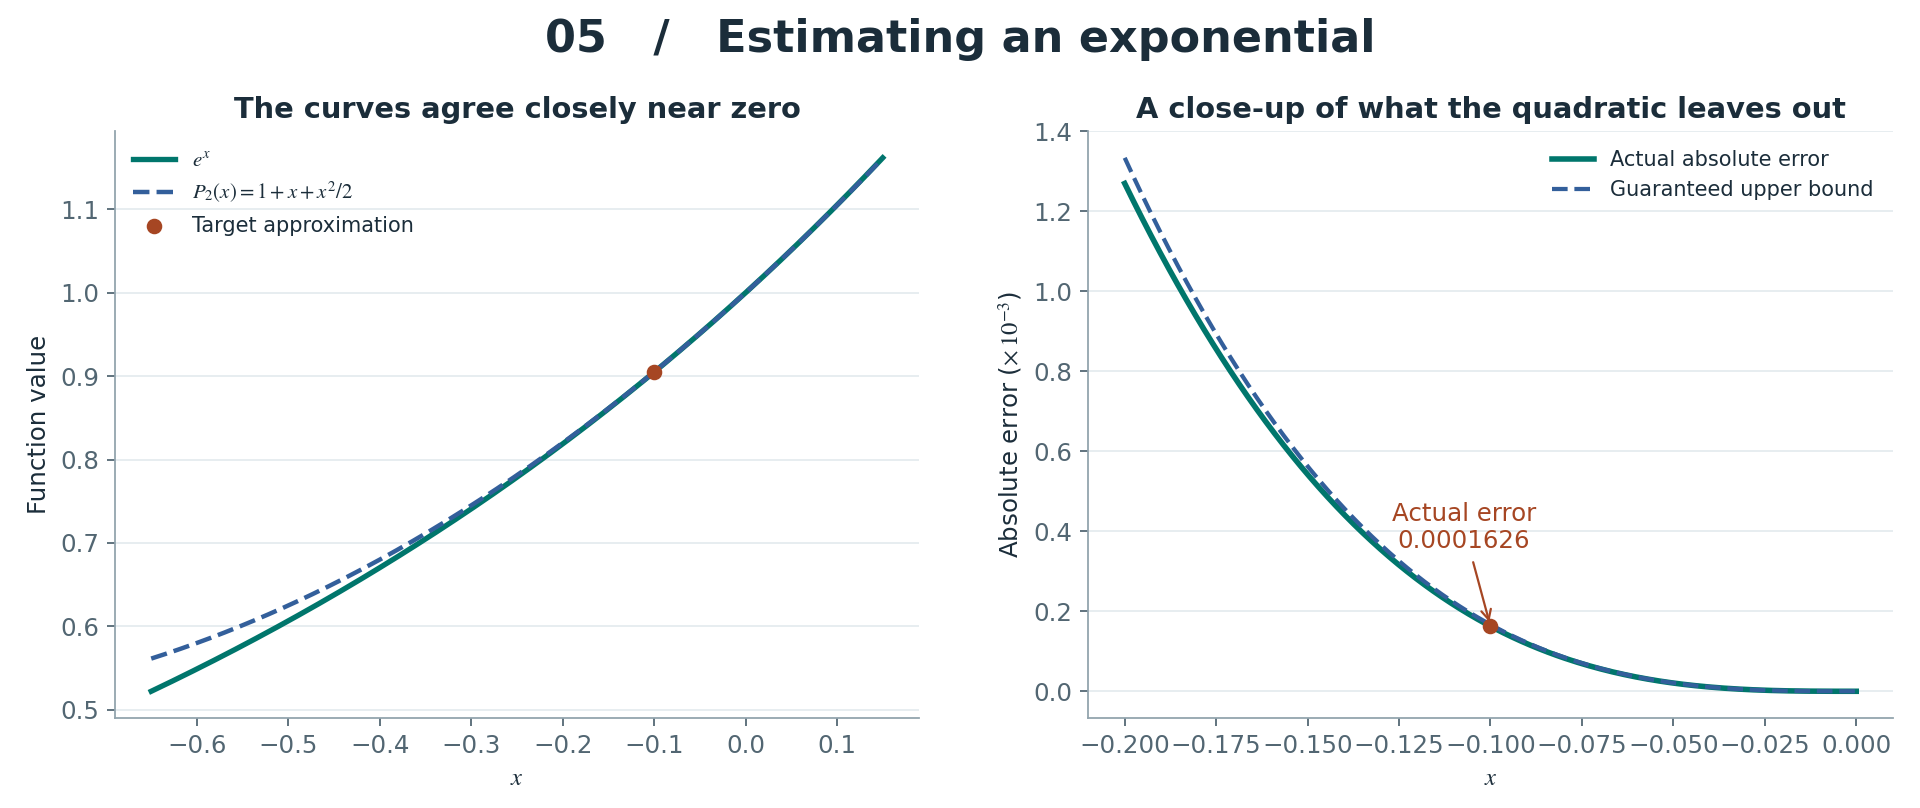 05 / Estimating an exponential
The curves agree closely near zero
e^x
P_2(x) = 1 + x + x^2/2
Target approximation
Function value
1.1
1.0
0.9
0.8
0.7
0.6
0.5
−0.6 −0.5 −0.4 −0.3 −0.2 −0.1 0.0 0.1
x
A close-up of what the quadratic leaves out
Actual absolute error
Guaranteed upper bound
Absolute error (×10^−3)
1.4
1.2
1.0
0.8
0.6
0.4
0.2
0.0
Actual error
0.0001626
−0.200 −0.175 −0.150 −0.125 −0.100 −0.075 −0.050 −0.025 0.000
x